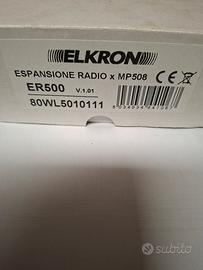 ELKRON
ESPANSIONE RADIO x MP508
ER500 V.1.01
80WL5010111
subito